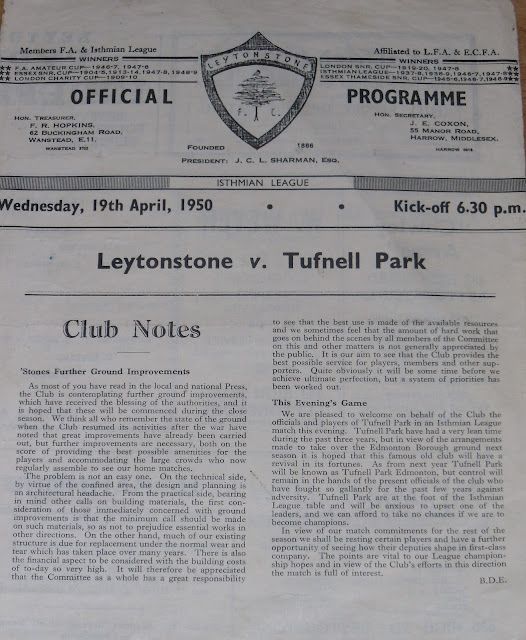 LEYTO
Members F.A. & Isthmian League
WINNERS
F.A. AMATEUR CUP—1946-7, 1947-8
ESSEX SNR. CUP—1904-5, 1913-14, 1947-8, 1948-9
LONDON CHARITY CUP—1909-10
Affiliated to L.F.A. & E.C.F.A.
WINNERS
LONDON SNR. CUP—1919-20, 1947-8
ISTHMIAN LEAGUE—1937-8, 1938-9, 1946-7, 1947-8
ESSEX THAMESIDE SNR. CUP—1945-6, 1946-7, 1948-9
LEYTONSTONE
F. C.
OFFICIAL
PROGRAMME
HON. TREASURER,
F. R. HOPKINS,
62 BUCKINGHAM ROAD,
WANSTEAD, E.11.
WANSTEAD
HON. SECRETARY,
J. E. COXON,
55 MANOR ROAD,
HARROW, MIDDLESEX.
HARROW
FOUNDED 1886
PRESIDENT: J. C. L. SHARMAN, ESQ.
ISTHMIAN LEAGUE
Wednesday, 19th April, 1950 • • Kick-off 6.30 p.m.
Leytonstone v. Tufnell Park
Club Notes
'Stones Further Ground Improvements
As most of you have read in the local and national Press,
the Club is contemplating further ground improvements,
which have received the blessing of the authorities, and it
is hoped that these will be commenced during the close
season. We think all who remember the state of the ground
when the Club resumed its activities after the war have
noted that great improvements have already been carried
out, but further improvements are necessary, both on the
score of providing the best possible amenities for the
players and accomodating the large crowds who now
regularly assemble to see our home matches.
The problem is not an easy one. On the technical side,
by virtue of the confined area, the design and planning is
an architectural headache. From the practical side, bearing
in mind other calls on building materials, the first con-
sideration of those immediately concerned with ground
improvements is that the minimum call should be made
on such materials, so as not to prejudice essential works in
other directions. On the other hand, much of our existing
structure is due for replacement under the normal wear and
tear which has taken place over many years. There is also
the financial aspect to be considered with the building costs
of to-day so very high. It will therefore be appreciated
that the Committee as a whole has a great responsibility
to see that the best use is made of the available resources
and we sometimes feel that the amount of hard work that
goes on behind the scenes by all members of the Committee
on this and other matters is not generally appreciated by
the public. It is our aim to see that the Club provides the
best possible service for players, members and other sup-
porters. Quite obviously it will be some time before we
achieve ultimate perfection, but a system of priorities has
been worked out.
This Evening's Game
We are pleased to welcome on behalf of the Club the
officials and players of Tufnell Park in an Isthmian League
match this evening. Tufnell Park have had a very lean time
during the past three years, but in view of the arrangements
made to take over the Edmonton Borough ground next
season it is hoped that this famous old club will have a
revival in its fortunes. As from next year Tufnell Park
will be known as Tufnell Park Edmonton, but control will
remain in the hands of the present officials of the club who
have fought so gallantly for the past few years against
adversity. Tufnell Park are at the foot of the Isthmian
League table and will be anxious to upset one of the
leaders, and we can afford to take no chances if we are to
become champions.
In view of our match commitments for the rest of the
season we shall be resting certain players and have a further
opportunity of seeing how their deputies shape in first-class
company. The points are vital to our League champion-
ship hopes and in view of the Club's efforts in this direction
the match is full of interest.
B.D.E.